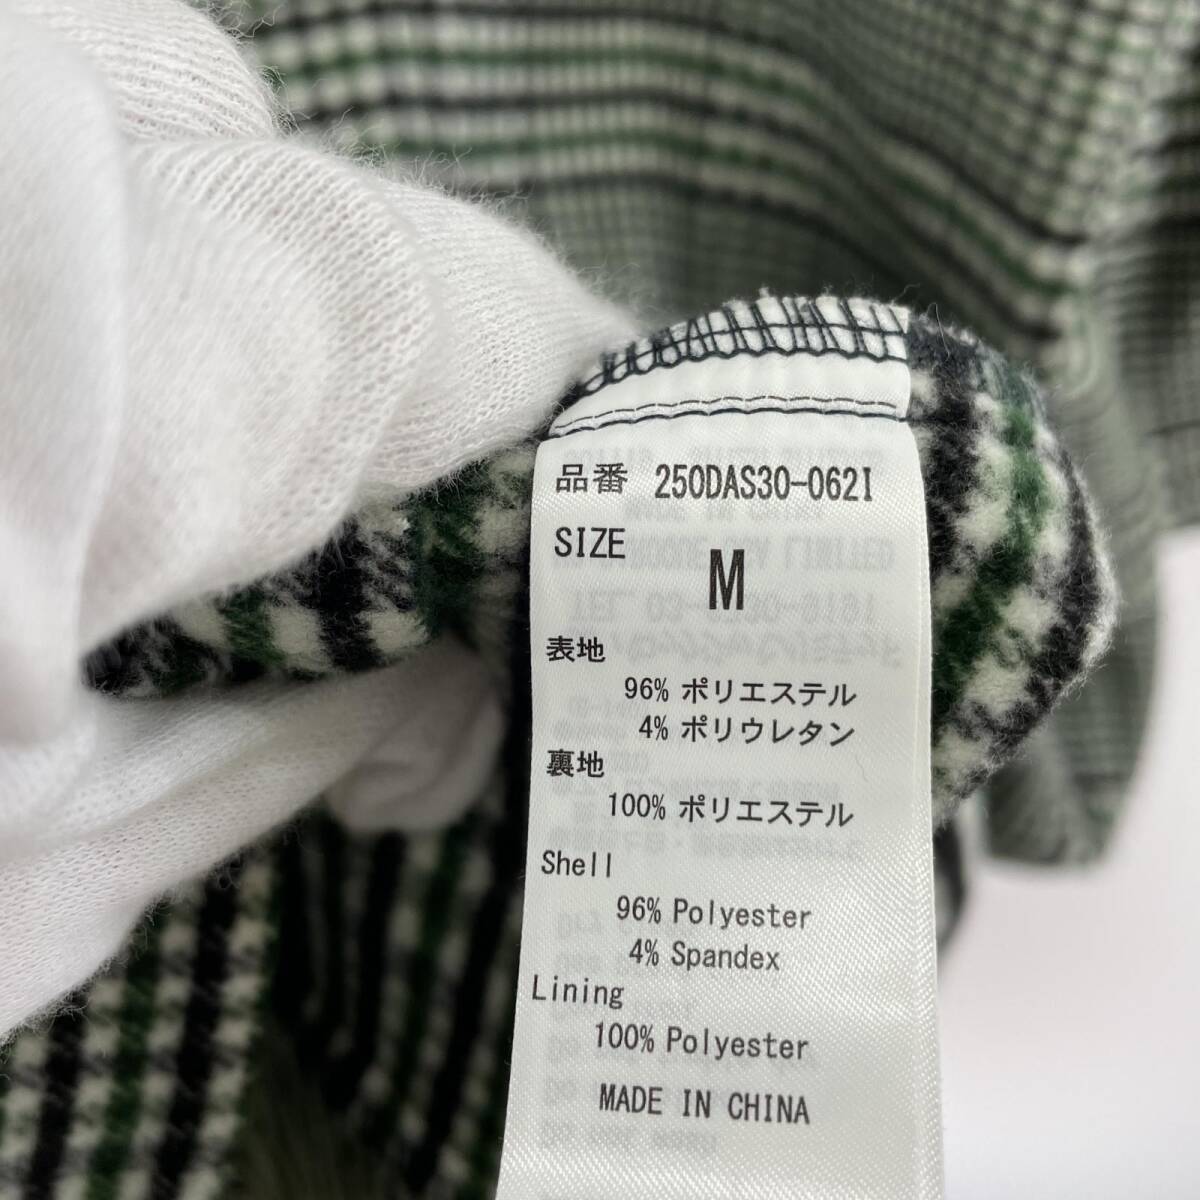 品番 250DAS30-062I
SIZE
M
表地
96% ポリエステル
4% ポリウレタン
裏地
100% ポリエステル
Shell
96% Polyester
4% Spandex
Lining
100% Polyester
MADE IN CHINA